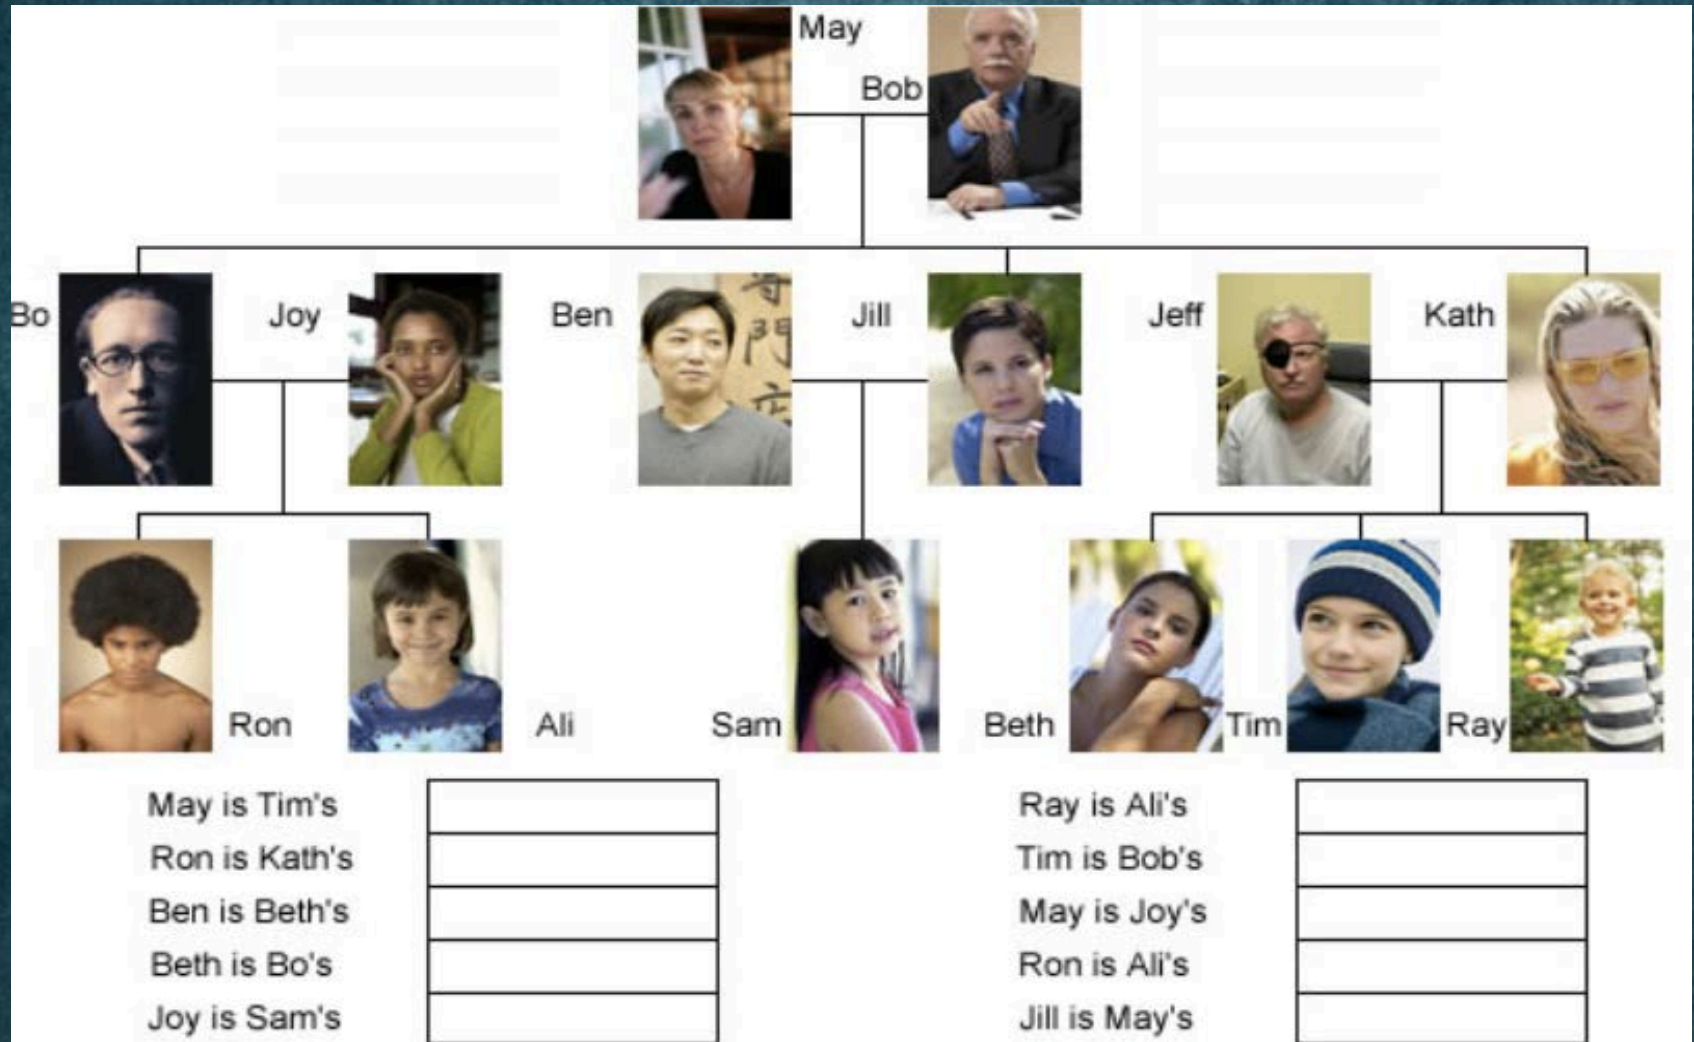 May
Bob
Bo Joy Ben Jill Jeff Kath
Ron Ali Sam Beth Tim Ray
May is Tim's
Ron is Kath's
Ben is Beth's
Beth is Bo's
Joy is Sam's
Ray is Ali's
Tim is Bob's
May is Joy's
Ron is Ali's
Jill is May's